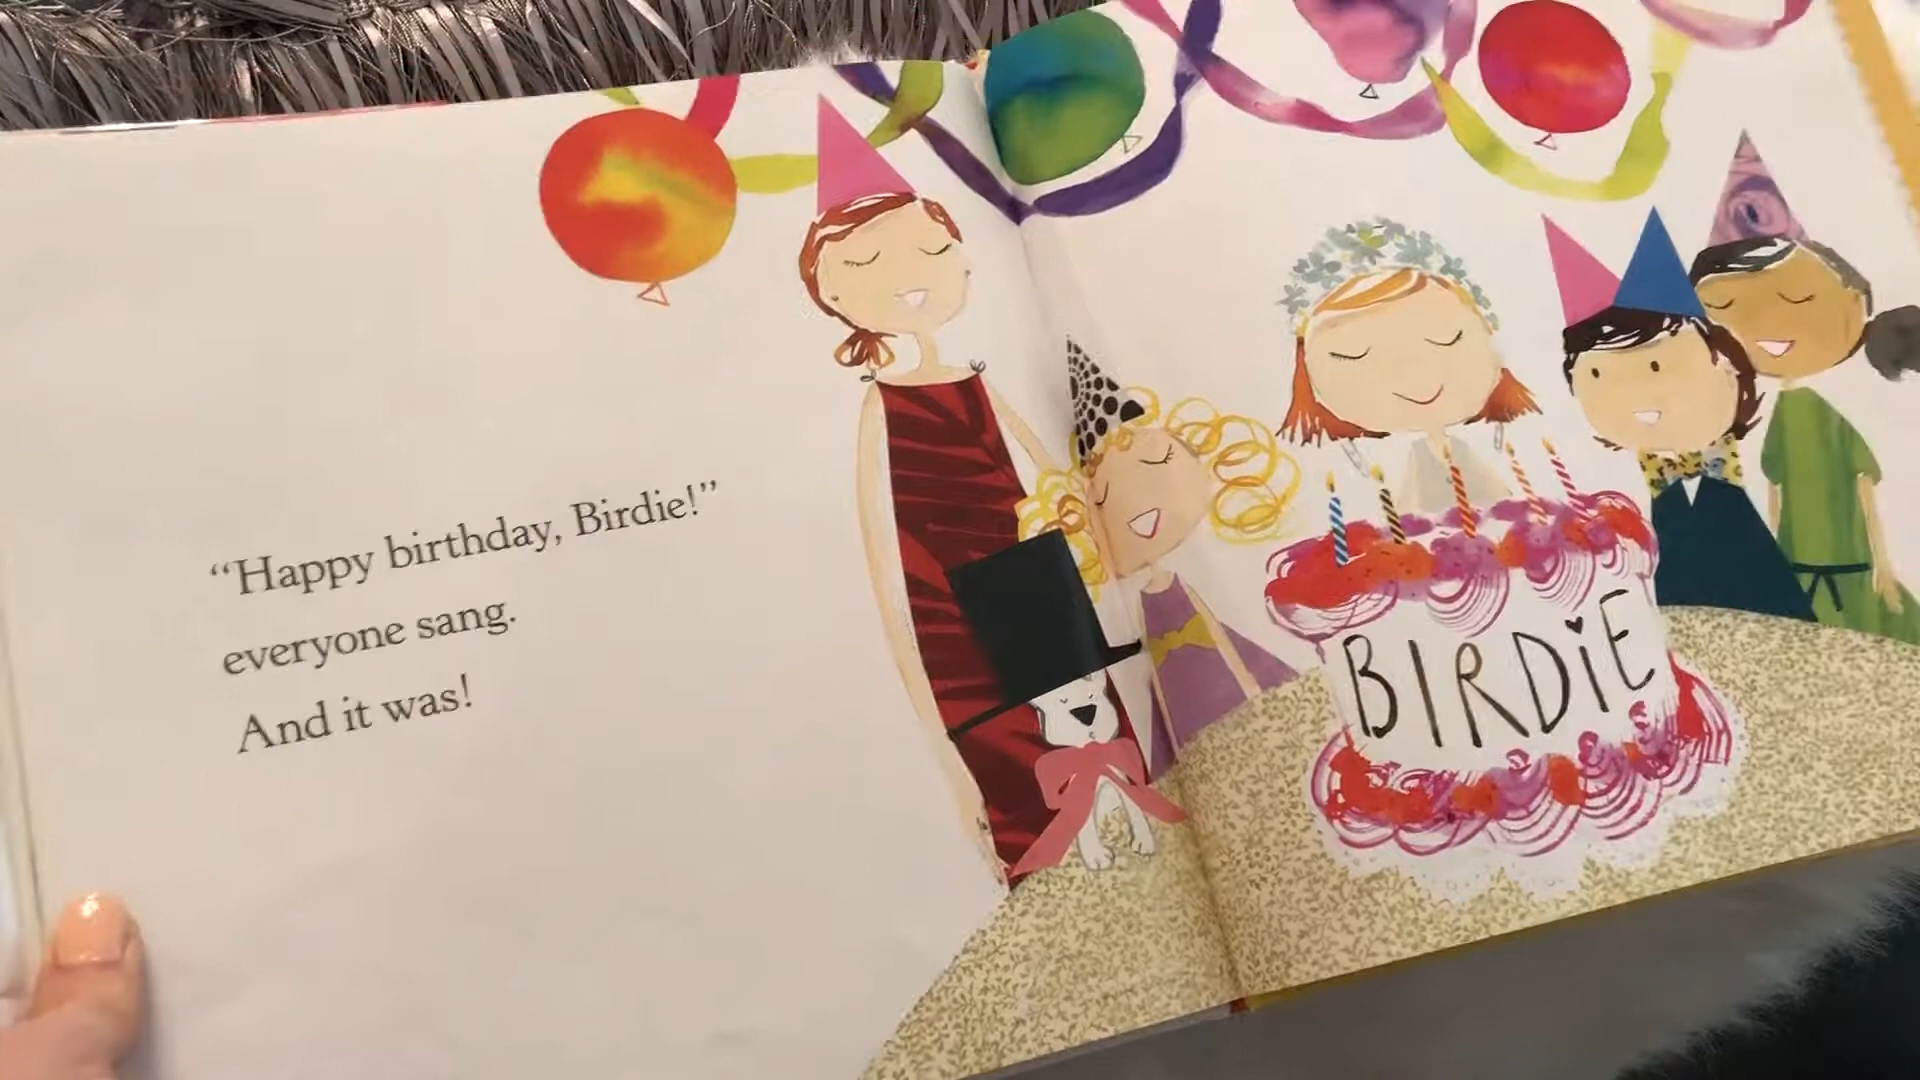 “Happy birthday, Birdie!”
everyone sang.
And it was!
BIRDiE